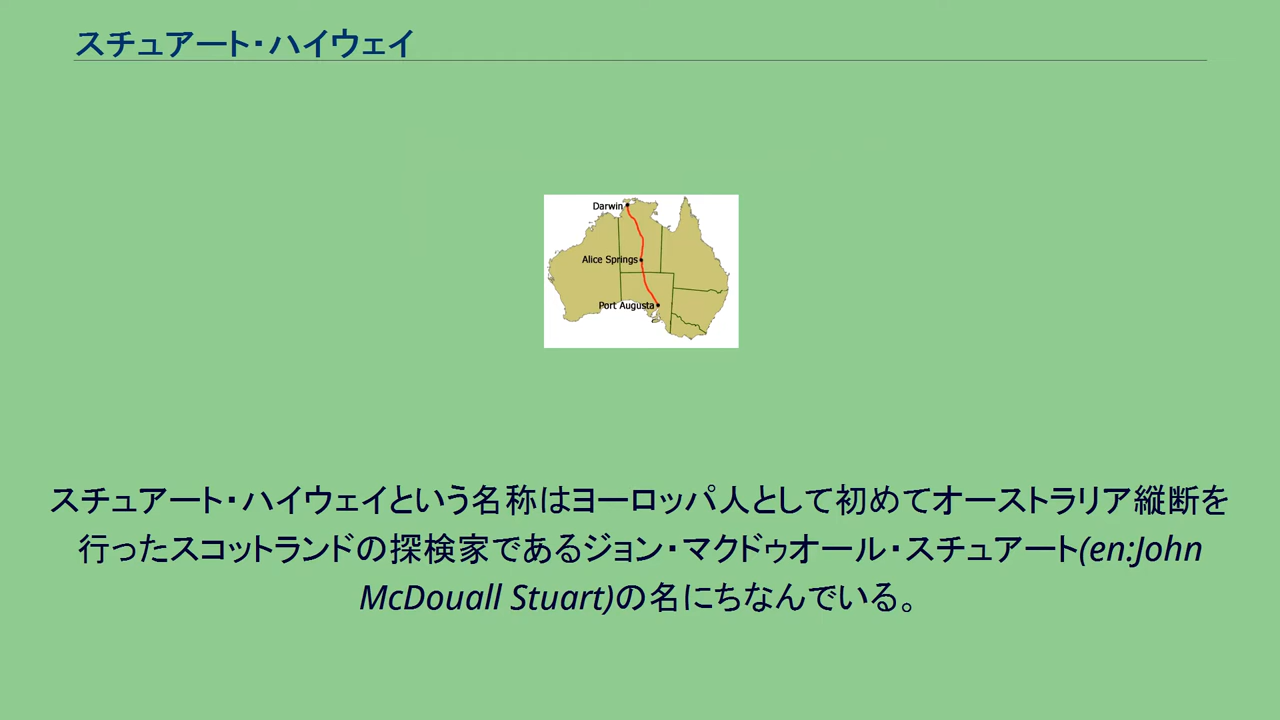 スチュアート・ハイウェイ
Darwin
Alice Springs
Port Augusta
スチュアート・ハイウェイという名称はヨーロッパ人として初めてオーストラリア縦断を
行ったスコットランドの探検家であるジョン・マクドゥオール・スチュアート(en:John
McDouall Stuart)の名にちなんでいる。